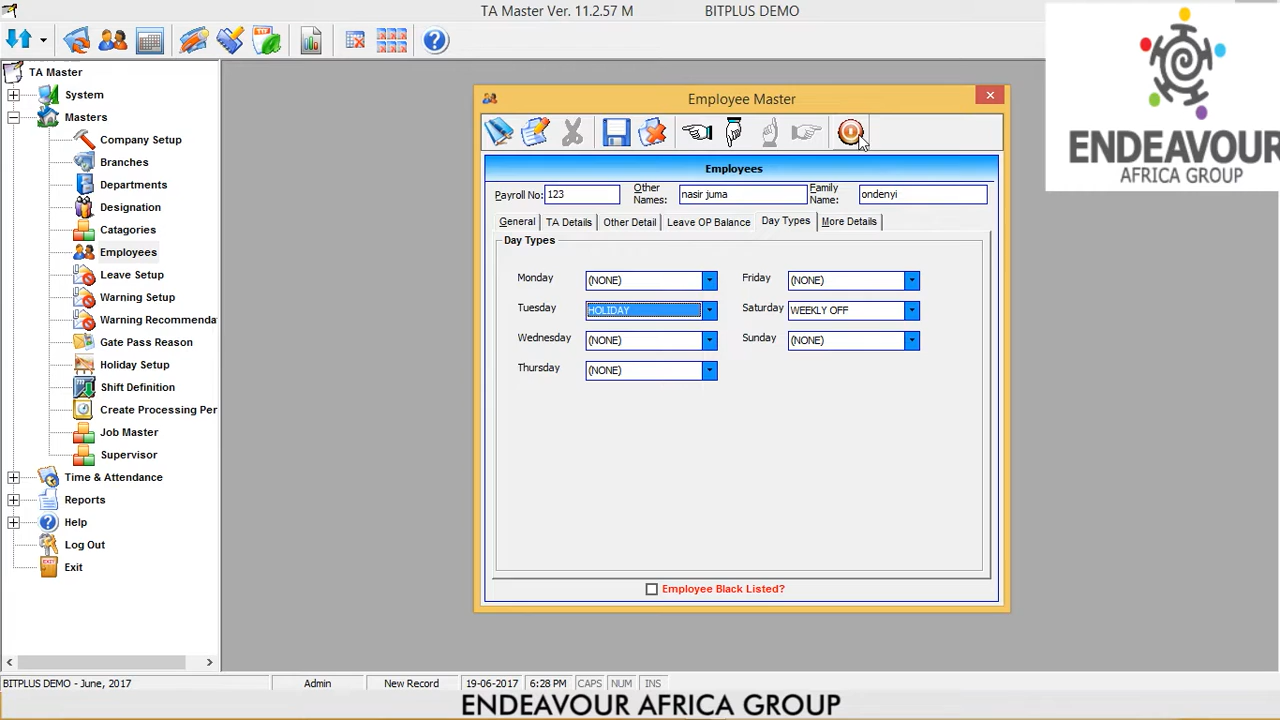 TA Master Ver. 11.2.57 M
BITPLUS DEMO
TA Master
System
Masters
Company Setup
Branches
Departments
Designation
Catagories
Employees
Leave Setup
Warning Setup
Warning Recommenda
Gate Pass Reason
Holiday Setup
Shift Definition
Create Processing Per
Job Master
Supervisor
Time & Attendance
Reports
Help
Log Out
Exit
Employee Master
Employees
Payroll No: 123
Other Names: nasir juma
Family Name: ondenyi
General
TA Details
Other Detail
Leave OP Balance
Day Types
More Details
Day Types
Monday (NONE)
Friday (NONE)
Tuesday HOLIDAY
Saturday WEEKLY OFF
Wednesday (NONE)
Sunday (NONE)
Thursday (NONE)
Employee Black Listed?
ENDEAVOUR
AFRICA GROUP
BITPLUS DEMO - June, 2017
Admin
New Record
19-06-2017
6:28 PM
CAPS
NUM
INS
ENDEAVOUR AFRICA GROUP